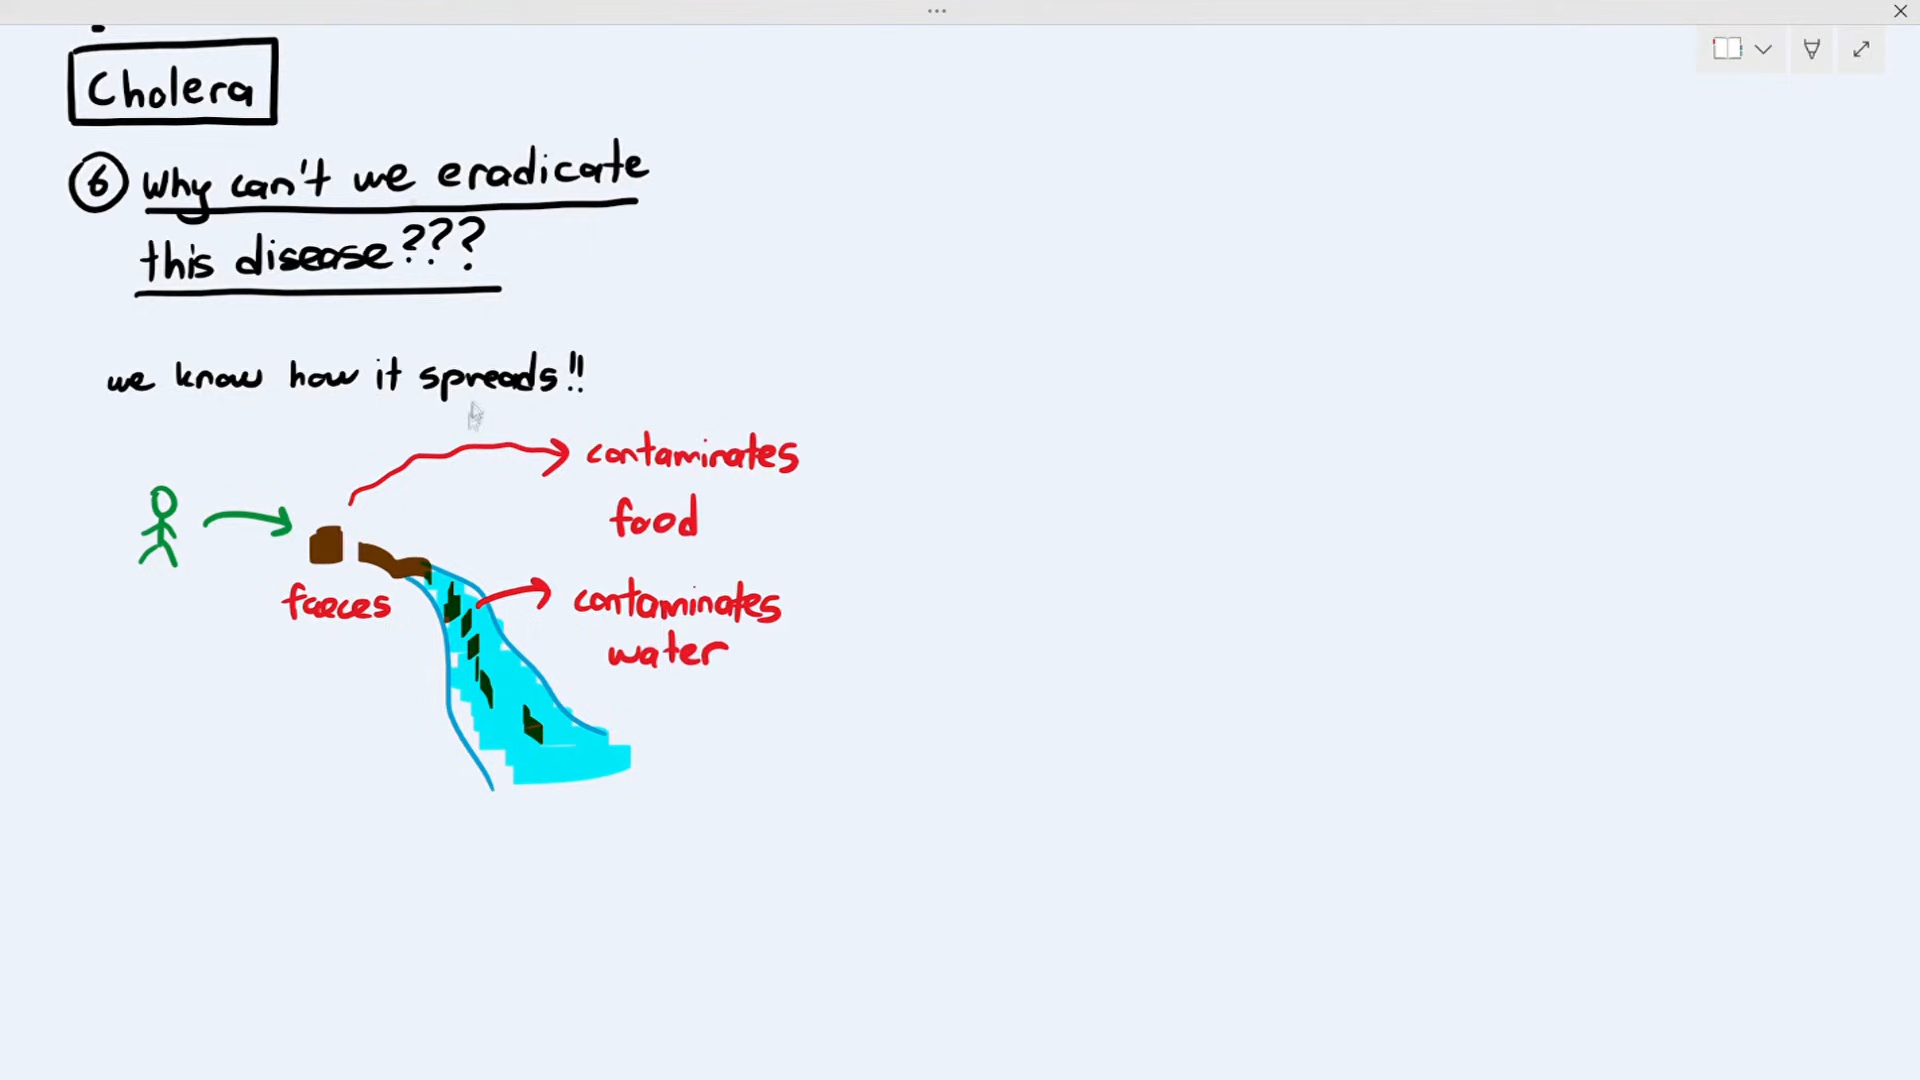 Cholera
6 Why can't we eradicate
this disease???
we know how it spreads!!
contaminates
food
faeces
contaminates
water